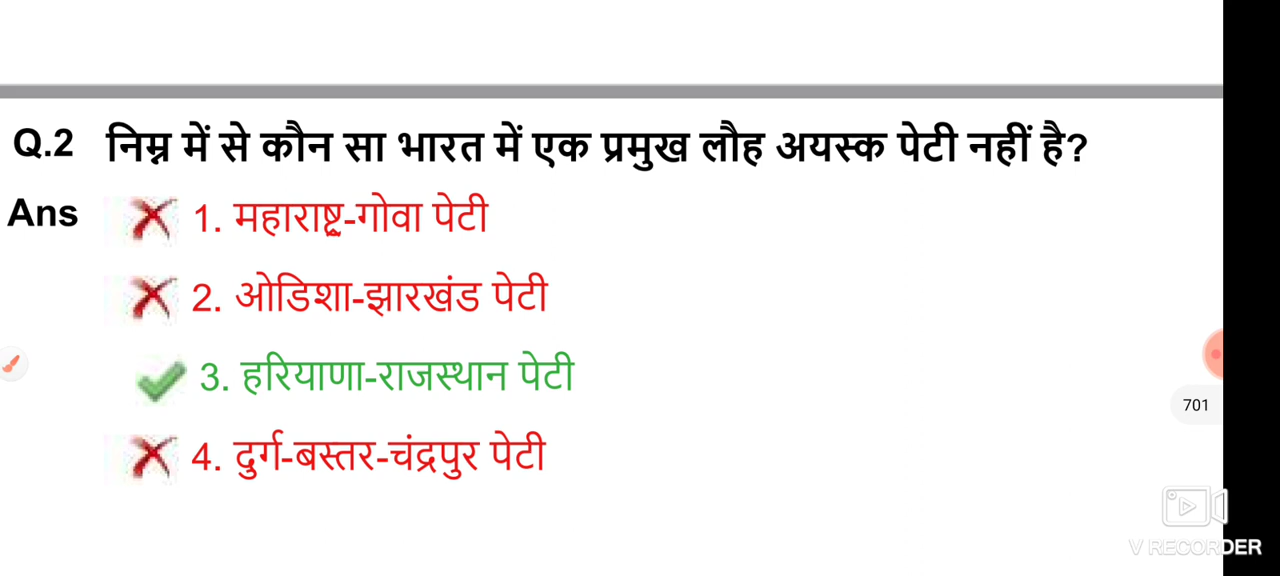 Q.2 निम्न में से कौन सा भारत में एक प्रमुख लौह अयस्क पेटी नहीं है?
Ans 1. महाराष्ट्र-गोवा पेटी
2. ओडिशा-झारखंड पेटी
3. हरियाणा-राजस्थान पेटी
701
4. दुर्ग-बस्तर-चंद्रपुर पेटी
V RECORDER